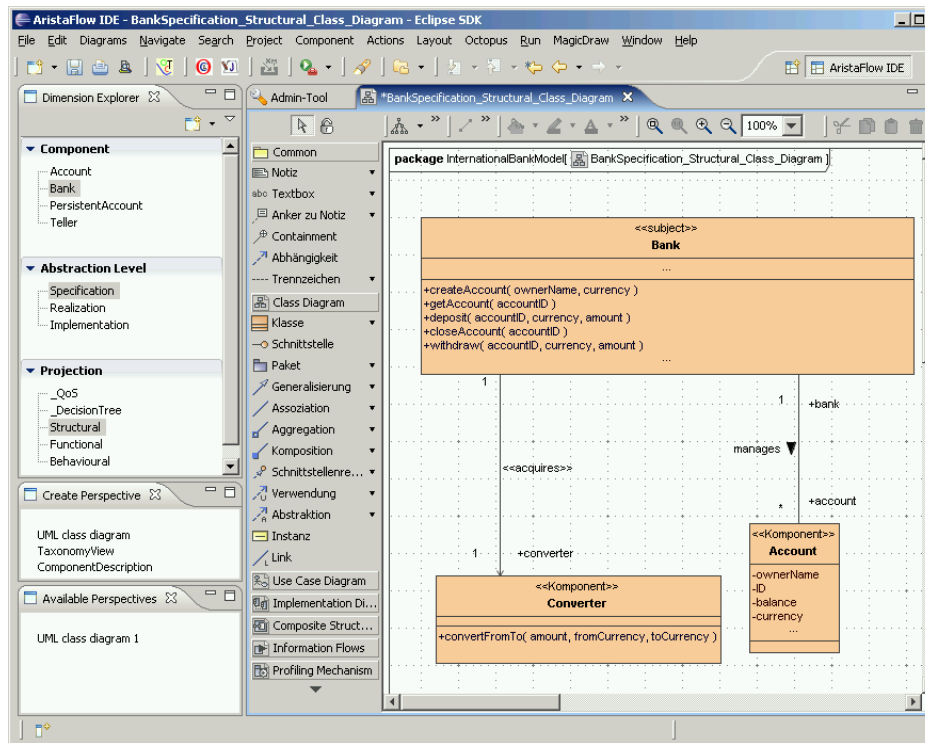 AristaFlow IDE - BankSpecification_Structural_Class_Diagram - Eclipse SDK
File Edit Diagrams Navigate Search Project Component Actions Layout Octopus Run MagicDraw Window Help
AristaFlow IDE
Dimension Explorer
Component
Account
Bank
PersistentAccount
Teller
Abstraction Level
Specification
Realization
Implementation
Projection
_QoS
_DecisionTree
Structural
Functional
Behavioural
Create Perspective
UML class diagram
TaxonomyView
ComponentDescription
Available Perspectives
UML class diagram 1
Admin-Tool
*BankSpecification_Structural_Class_Diagram
100%
Common
Notiz
abc Textbox
Anker zu Notiz
Containment
Abhängigkeit
Trennzeichen
Class Diagram
Klasse
Schnittstelle
Paket
Generalisierung
Assoziation
Aggregation
Komposition
Schnittstellenre...
Verwendung
Abstraktion
Instanz
Link
Use Case Diagram
Implementation Di...
Composite Struct...
Information Flows
Profiling Mechanism
package InternationalBankModel[ BankSpecification_Structural_Class_Diagram ]
<<subject>>
Bank
...
+createAccount( ownerName, currency )
+getAccount( accountID )
+deposit( accountID, currency, amount )
+closeAccount( accountID )
+withdraw( accountID, currency, amount )
...
1
1
+bank
manages
<<acquires>>
+account
*
1
+converter
<<Komponent>>
Converter
+convertFromTo( amount, fromCurrency, toCurrency )
<<Komponent>>
Account
-ownerName
-ID
-balance
-currency
...